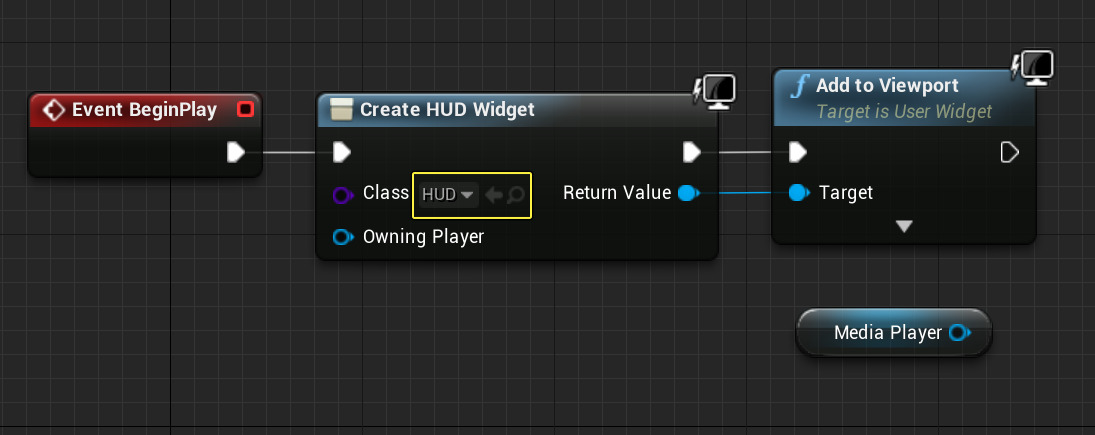 Event BeginPlay
Create HUD Widget
Add to Viewport
Target is User Widget
Class HUD
Return Value
Target
Owning Player
Media Player